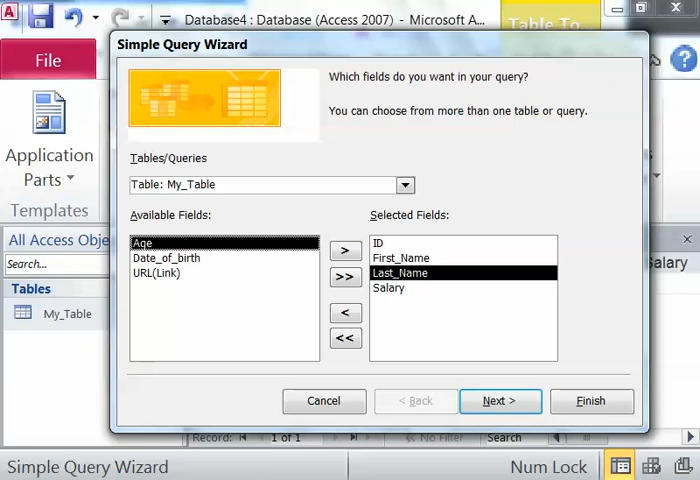 Database4 : Database (Access 2007) - Microsoft A...
Table To...
File
Simple Query Wizard
Which fields do you want in your query?
You can choose from more than one table or query.
Application
Parts
Templates
Tables/Queries
Table: My_Table
Available Fields:
Selected Fields:
All Access Obje
Search...
Tables
My_Table
Age
Date_of_birth
URL(Link)
>
>>
<
<<
ID
First_Name
Last_Name
Salary
Salary
Cancel
< Back
Next >
Finish
Record:
1 of 1
No Filter
Search
Simple Query Wizard
Num Lock